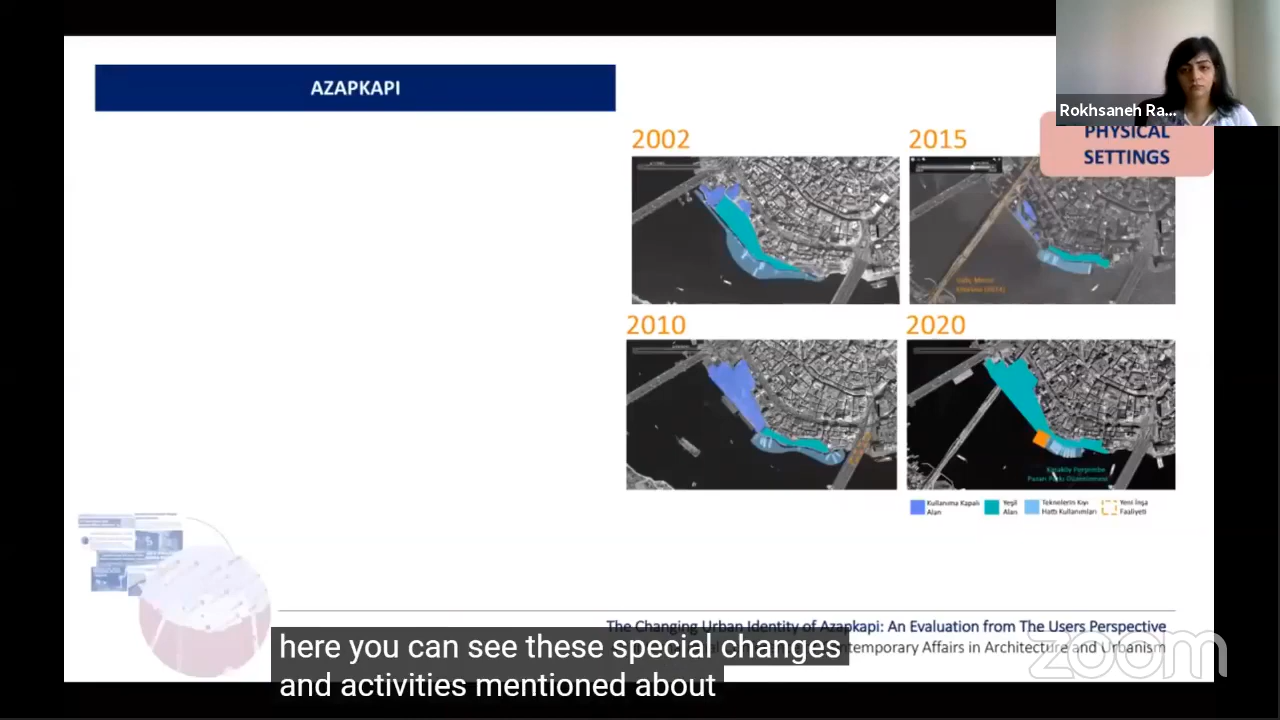 AZAPKAPI
Rokhsaneh Ra...
PHYSICAL
SETTINGS
2002
2015
2010
2020
Kullanıma Kapalı
Alan
Yeşil
Alan
Teknelerin Kıyı
Hattı Kullanımları
Yeni İnşa
Faaliyeti
The Changing Urban Identity of Azapkapi: An Evaluation from The Users Perspective
ntemporary Affairs in Architecture and Urbanism
here you can see these special changes
and activities mentioned about
zoom